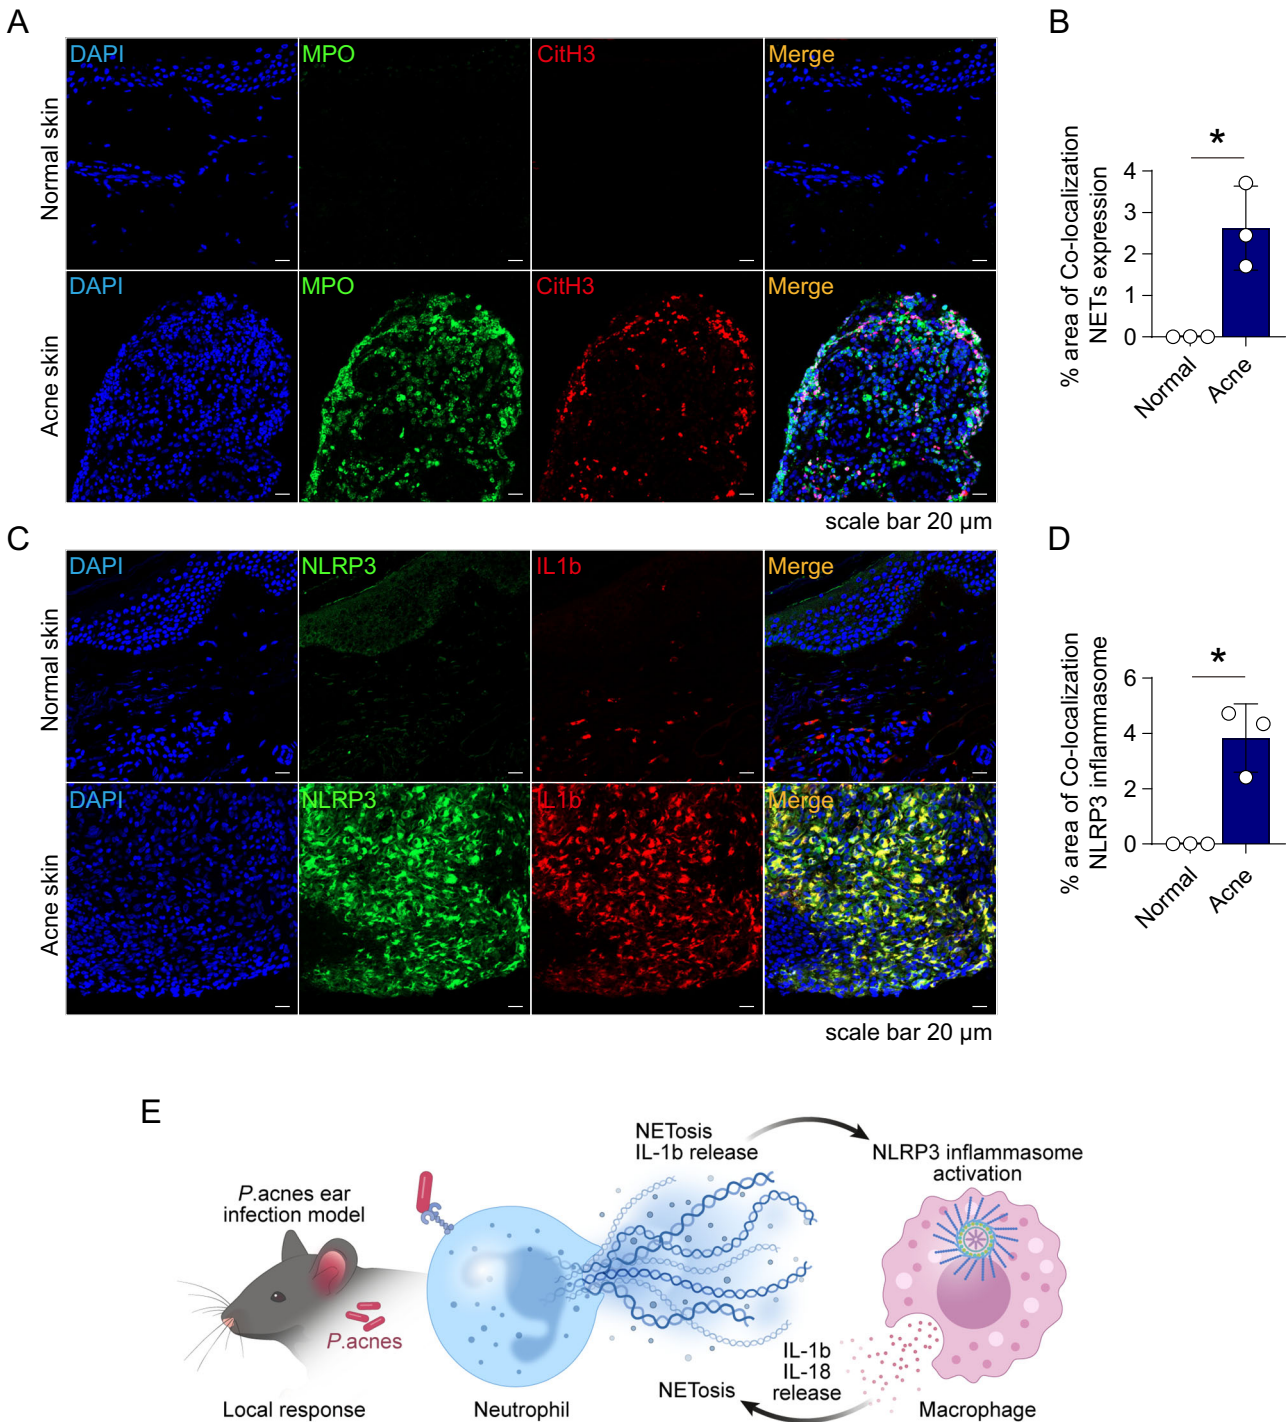 A
DAPI
MPO
CitH3
Merge
Normal skin
DAPI
MPO
CitH3
Merge
Acne skin
scale bar 20 µm
B
*
% area of Co-localization
NETs expression
4
3
2
1
0
Normal
Acne
C
DAPI
NLRP3
IL1b
Merge
Normal skin
DAPI
NLRP3
IL1b
Merge
Acne skin
scale bar 20 µm
D
*
% area of Co-localization
NLRP3 inflammasome
6
4
2
0
Normal
Acne
E
P.acnes ear
infection model
P.acnes
Local response
Neutrophil
NETosis
IL-1b release
NLRP3 inflammasome
activation
IL-1b
IL-18
release
NETosis
Macrophage